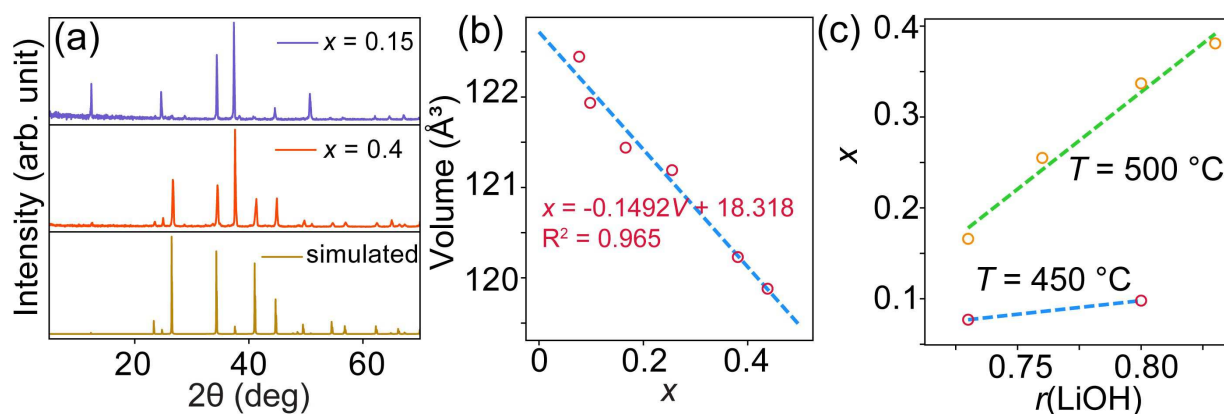 (a)
x = 0.15
x = 0.4
simulated
Intensity (arb. unit)
20
40
60
2θ (deg)
(b)
122
121
120
Volume (Å³)
x = -0.1492V + 18.318
R² = 0.965
0
0.2
0.4
x
(c)
0.4
0.3
0.2
0.1
x
T = 500 °C
T = 450 °C
0.75
0.80
r(LiOH)